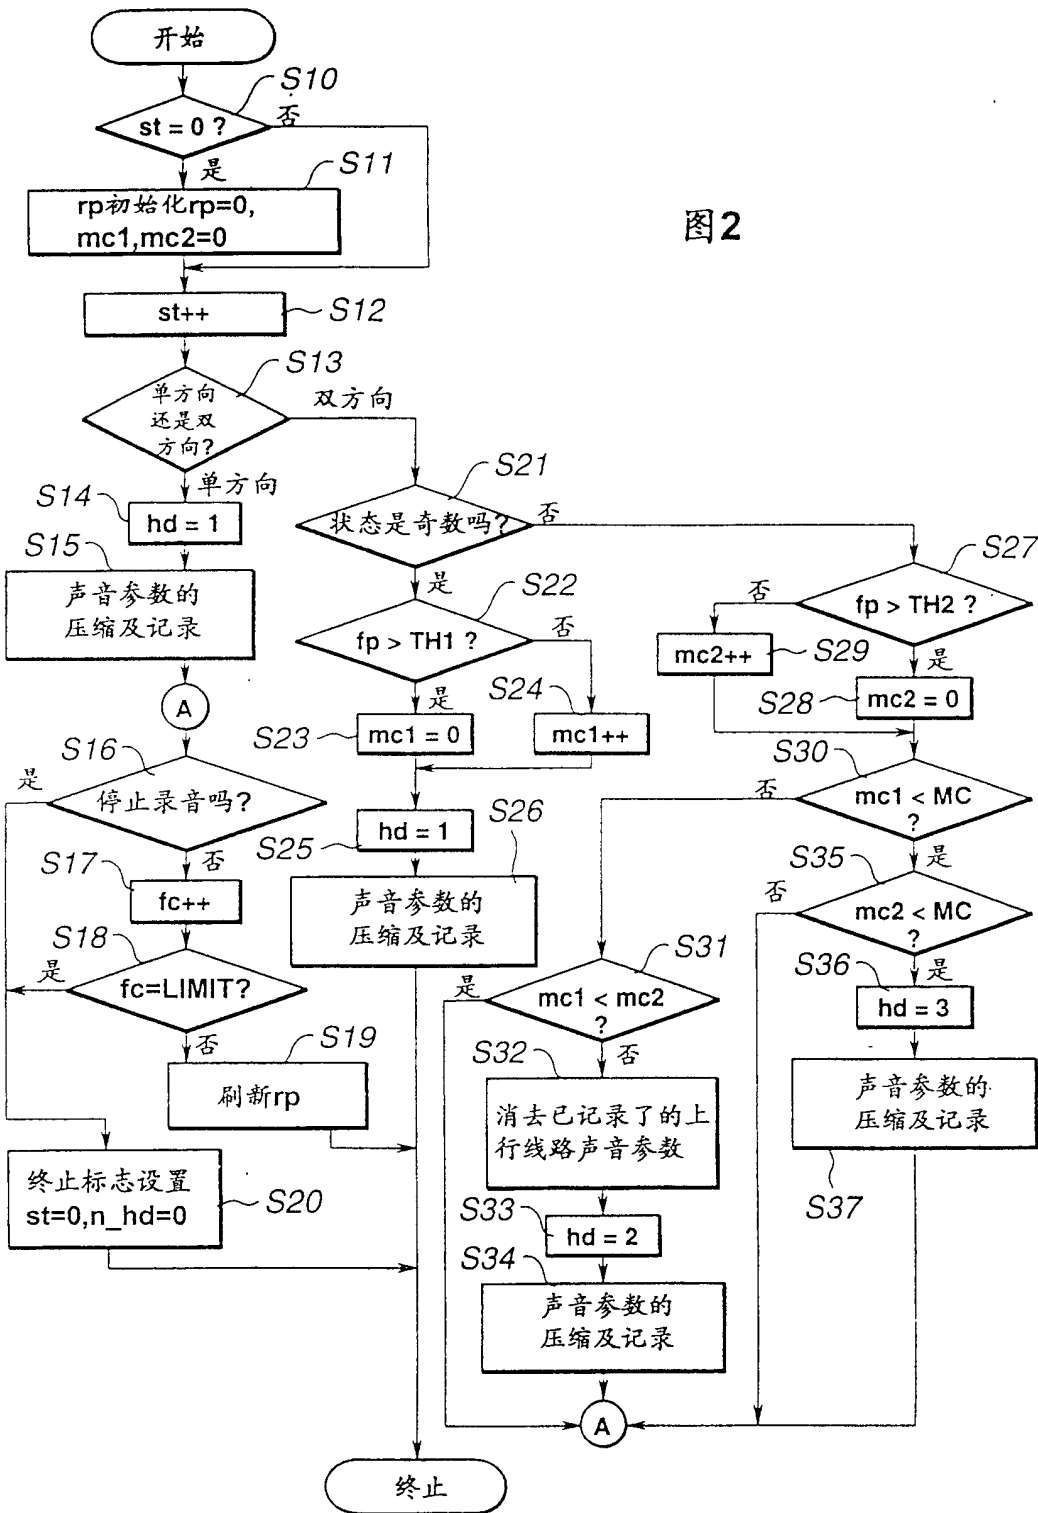 开始
S10
st = 0 ?
否
是
S11
rp初始化rp=0,
mc1,mc2=0
图2
st++
S12
S13
单方向
还是双
方向?
双方向
单方向
S14
hd = 1
S15
声音参数的
压缩及记录
A
S16
停止录音吗?
是
否
S17
fc++
S18
fc=LIMIT?
是
否
S19
刷新rp
终止标志设置
st=0,n_hd=0
S20
S21
状态是奇数吗?
否
是
S22
fp > TH1 ?
否
是
S23
mc1 = 0
S24
mc1++
S25
hd = 1
S26
声音参数的
压缩及记录
S27
fp > TH2 ?
否
是
mc2++
S29
S28
mc2 = 0
S30
mc1 < MC
?
否
是
S31
mc1 < mc2
?
是
否
S32
消去已记录了的上
行线路声音参数
S33
hd = 2
S34
声音参数的
压缩及记录
S35
mc2 < MC
?
否
是
S36
hd = 3
声音参数的
压缩及记录
S37
A
终止